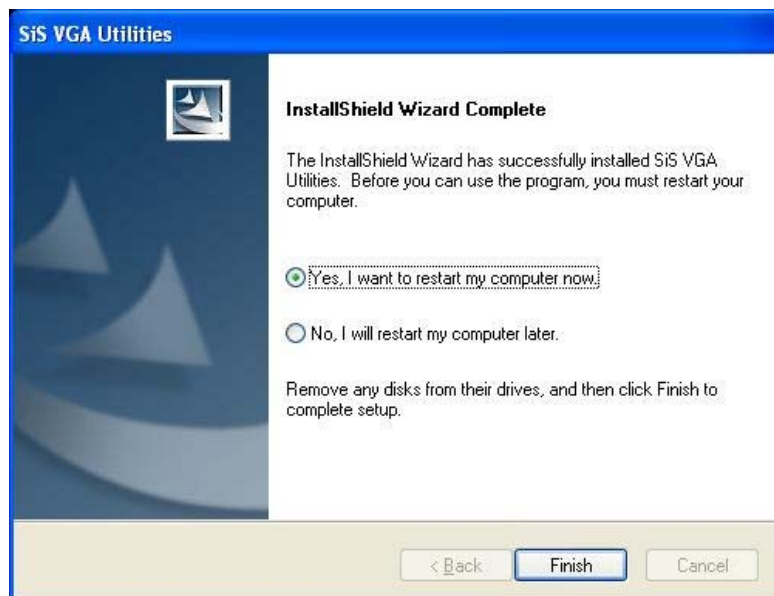 SiS VGA Utilities
InstallShield Wizard Complete
The InstallShield Wizard has successfully installed SiS VGA
Utilities. Before you can use the program, you must restart your
computer.
Yes, I want to restart my computer now.
No, I will restart my computer later.
Remove any disks from their drives, and then click Finish to
complete setup.
< Back Finish Cancel